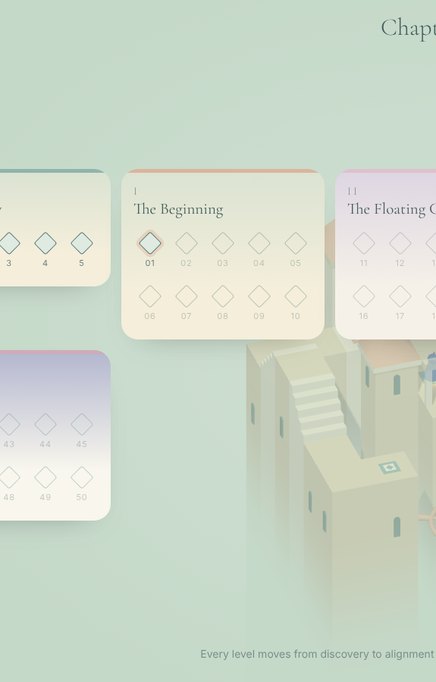 I
The Beginning
II
The Floating
3 4 5
01 02 03 04 05
11 12
06 07 08 09 10
16 17
43 44 45
48 49 50
Every level moves from discovery to alignment